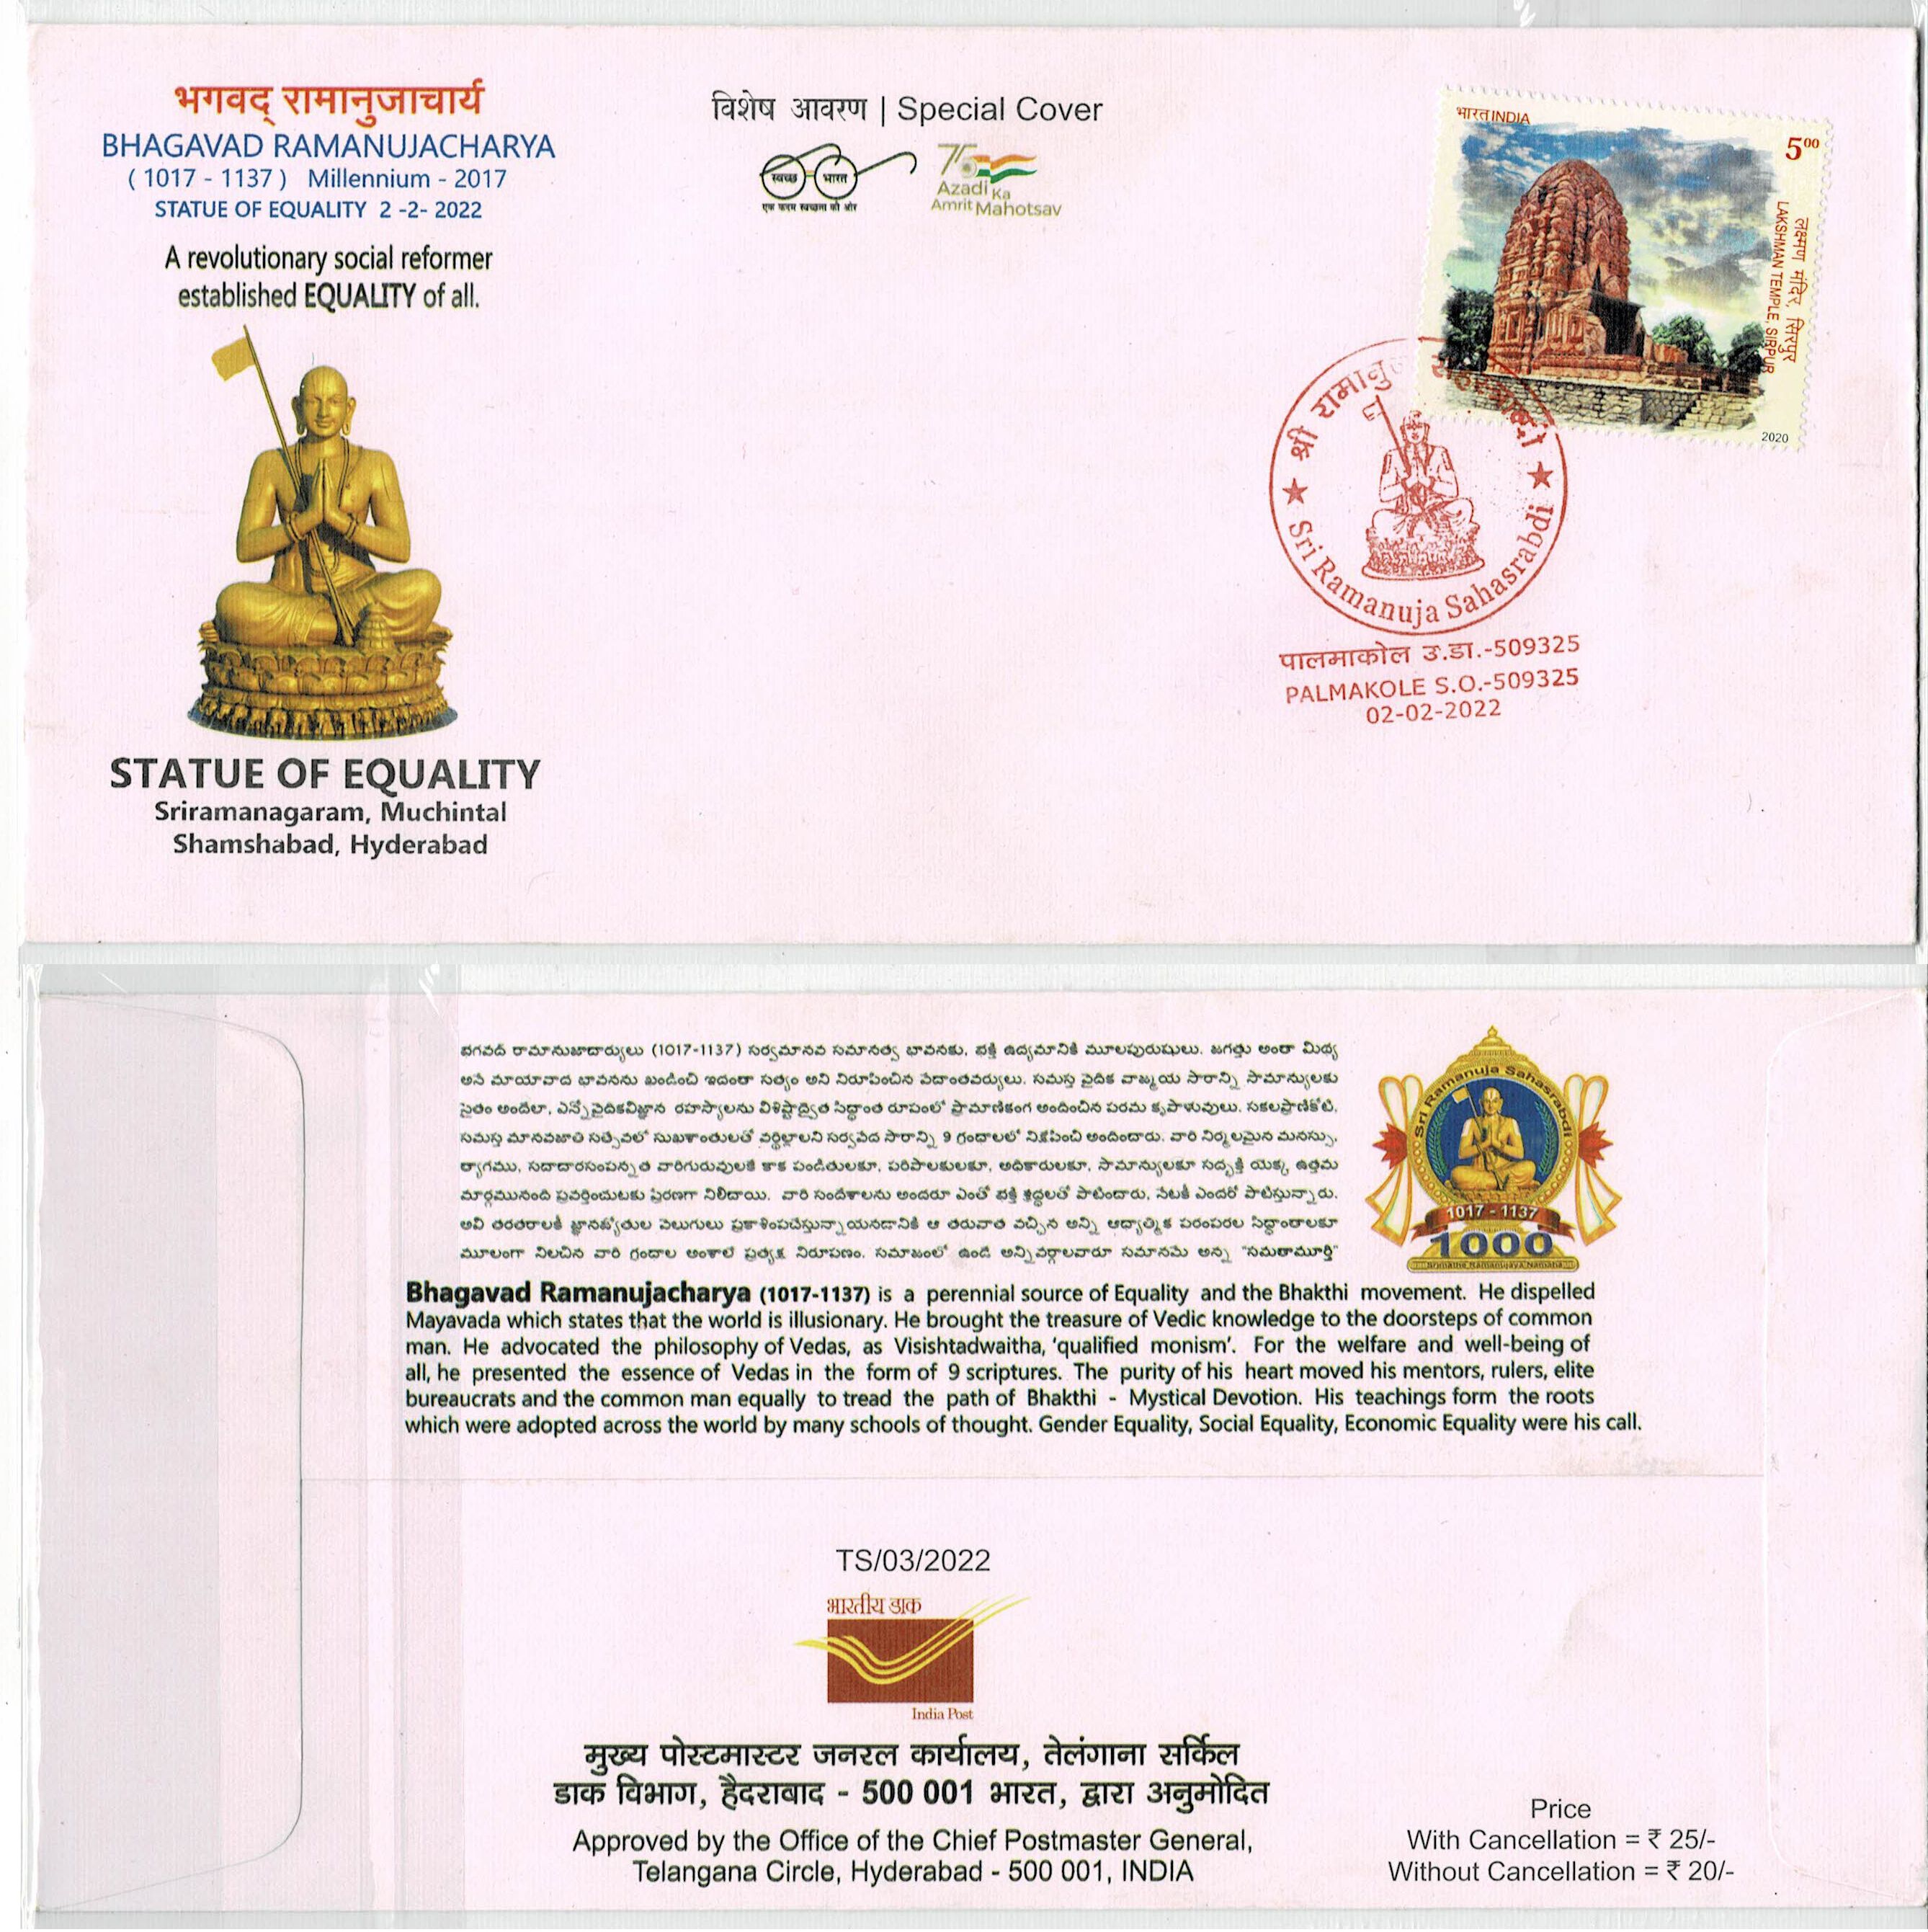 भगवद् रामानुजाचार्य
BHAGAVAD RAMANUJACHARYA
( 1017 - 1137 ) Millennium - 2017
STATUE OF EQUALITY 2 -2- 2022
A revolutionary social reformer
established EQUALITY of all.
STATUE OF EQUALITY
Sriramanagaram, Muchintal
Shamshabad, Hyderabad
विशेष आवरण | Special Cover
स्वच्छ भारत
एक कदम स्वच्छता की ओर
75
Azadi Ka
Amrit Mahotsav
भारत INDIA
5 00
लक्ष्मण मंदिर, सिरपुर
LAKSHMAN TEMPLE, SIRPUR
2020
श्री रामानुज
Sri Ramanuja Sahasrabdi
पालमाकोल उ.डा.-509325
PALMAKOLE S.O.-509325
02-02-2022
భగవద్ రామానుజాచార్యులు (1017-1137) సర్వమానవ సమానత్వ భావనకు, భక్తి ఉద్యమానికి మూలపురుషులు. జగత్తు అంతా మిథ్య
అనే మాయావాద భావనను ఖండించి ఇదంతా సత్యం అని నిరూపించిన వేదాంతవర్యులు. సమస్త వైదిక వాఙ్మయ సారాన్ని సామాన్యులకు
సైతం అందేలా, ఎన్నో వైదికవిజ్ఞాన రహస్యాలను విశిష్టాద్వైత సిద్ధాంత రూపంలో ప్రామాణికంగ అందించిన పరమ కృపాళువులు. సకలప్రాణికోటి,
సమస్త మానవజాతి సత్సేవలో సుఖశాంతులతో వర్ధిల్లాలని సర్వవేద సారాన్ని 9 గ్రంథాలలో నిక్షేపించి అందించారు. వారి నిర్మలమైన మనస్సు,
త్యాగము, సదాచారసంపన్నత వారిగురువులకే కాక పండితులకూ, పరిపాలకులకూ, అధికారులకూ, సామాన్యులకూ సద్భక్తి యొక్క ఉత్తమ
మార్గమునంది ప్రవర్తించుటకు ప్రేరణగా నిలిచాయి. వారి సందేశాలను అందరూ ఎంతో భక్తి శ్రద్ధలతో పాటించారు, నేటికీ ఎందరో పాటిస్తున్నారు.
అవి తరతరాలకీ జ్ఞానజ్యోతుల వెలుగులు ప్రకాశింపచేస్తున్నాయనడానికి ఆ తరువాత వచ్చిన అన్ని ఆధ్యాత్మిక పరంపరల సిద్ధాంతాలకూ
మూలంగా నిలచిన వారి గ్రంథాల అంశాలే ప్రత్యక్ష నిరూపణం. సమాజంలో ఉండే అన్నివర్గాలవారూ సమానమే అన్న "సమతామూర్తి"
Sri Ramanuja Sahasrabdi
1017 - 1137
1000
Srimathe Ramanujaya Namaha
Bhagavad Ramanujacharya (1017-1137) is a perennial source of Equality and the Bhakthi movement. He dispelled
Mayavada which states that the world is illusionary. He brought the treasure of Vedic knowledge to the doorsteps of common
man. He advocated the philosophy of Vedas, as Visishtadwaitha, 'qualified monism'. For the welfare and well-being of
all, he presented the essence of Vedas in the form of 9 scriptures. The purity of his heart moved his mentors, rulers, elite
bureaucrats and the common man equally to tread the path of Bhakthi - Mystical Devotion. His teachings form the roots
which were adopted across the world by many schools of thought. Gender Equality, Social Equality, Economic Equality were his call.
TS/03/2022
भारतीय डाक
India Post
मुख्य पोस्टमास्टर जनरल कार्यालय, तेलंगाना सर्किल
डाक विभाग, हैदराबाद - 500 001 भारत, द्वारा अनुमोदित
Approved by the Office of the Chief Postmaster General,
Telangana Circle, Hyderabad - 500 001, INDIA
Price
With Cancellation = ₹ 25/-
Without Cancellation = ₹ 20/-